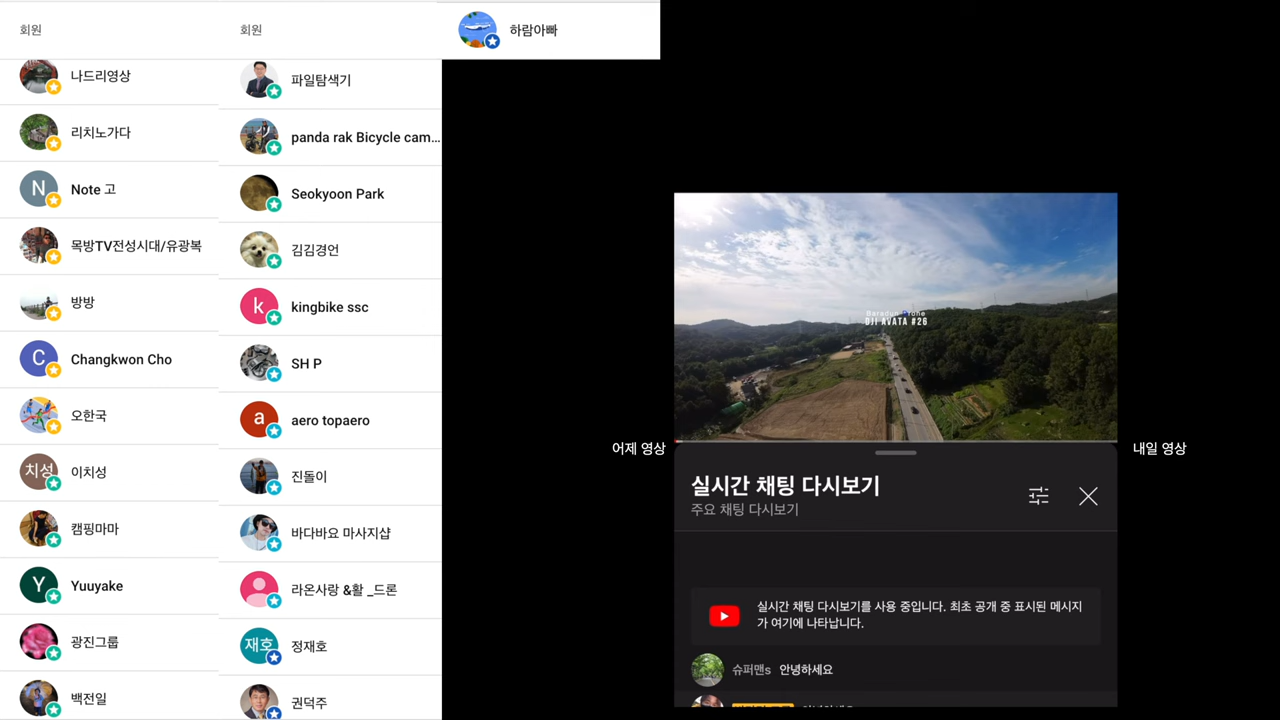 회원
나드리영상
리치노가다
N
Note 고
목방TV전성시대/유광복
방방
C
Changkwon Cho
오한국
치성
이치성
캠핑마마
Y
Yuuyake
광진그룹
백전일
회원
파일탐색기
panda rak Bicycle cam...
Seokyoon Park
김김경언
k
kingbike ssc
SH P
a
aero topaero
진돌이
바다바요 마사지샵
라온사랑 &활 _드론
재호
정재호
권덕주
하람아빠
DJI AVATA #26
어제 영상
내일 영상
실시간 채팅 다시보기
주요 채팅 다시보기
실시간 채팅 다시보기를 사용 중입니다. 최초 공개 중 표시된 메시지
가 여기에 나타납니다.
슈퍼맨s 안녕하세요